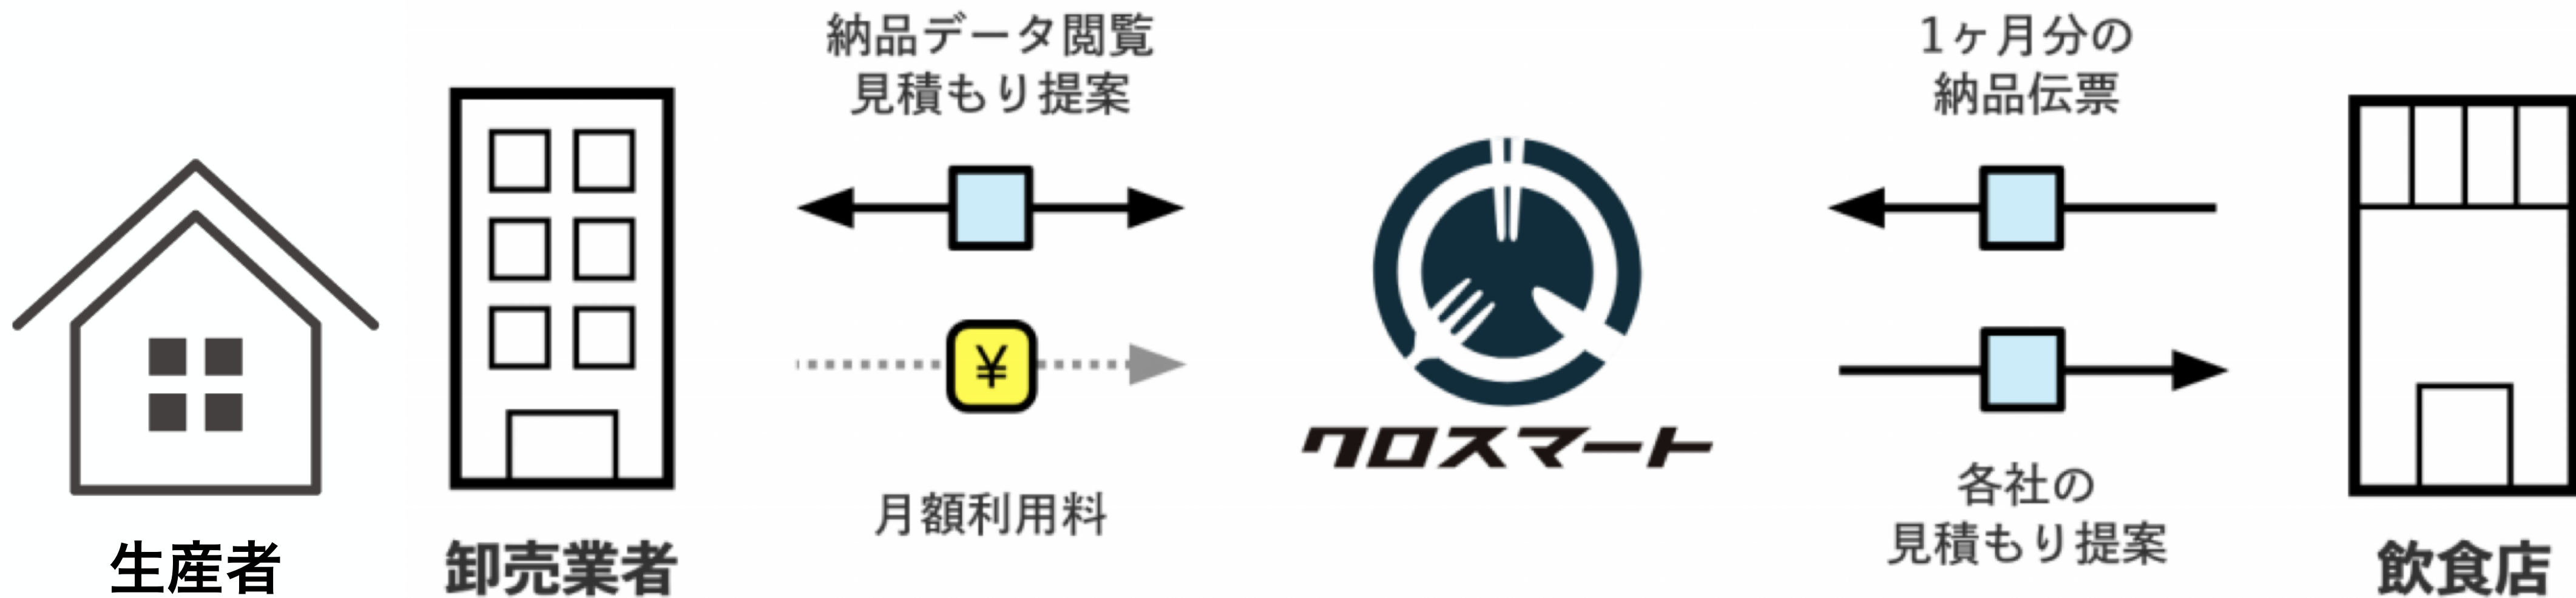 納品データ閲覧
見積もり提案
1ヶ月分の
納品伝票
¥
クロスマート
月額利用料
各社の
見積もり提案
生産者
卸売業者
飲食店